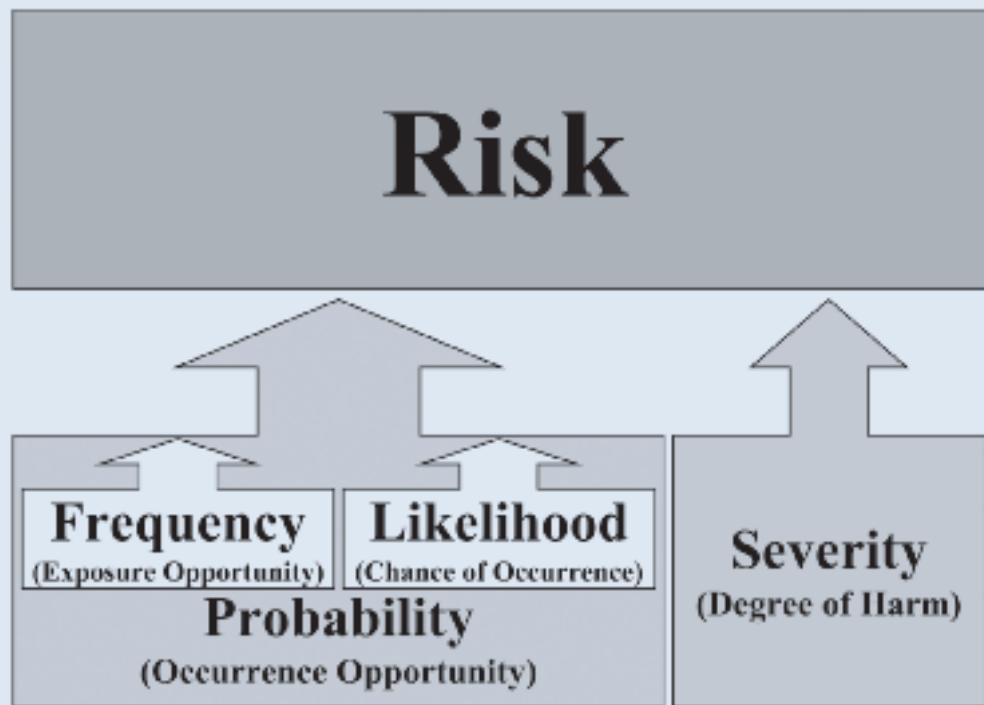 Risk
Frequency
(Exposure Opportunity)
Likelihood
(Chance of Occurrence)
Probability
(Occurrence Opportunity)
Severity
(Degree of Harm)